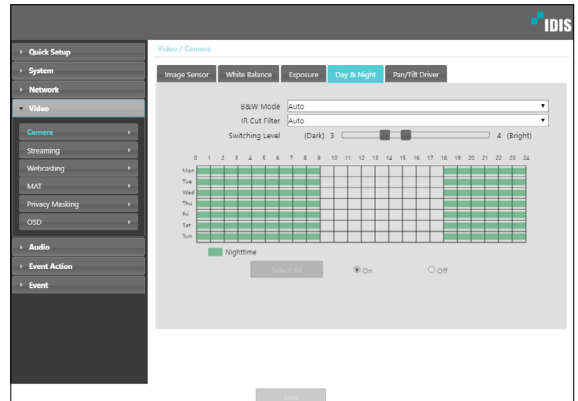 IDIS
Quick Setup
System
Network
Video
Camera
Streaming
Webcasting
MAT
Privacy Masking
OSD
Audio
Event Action
Event
Video / Camera
Image Sensor White Balance Exposure Day & Night Pan/Tilt Driver
B&W Mode Auto
IR Cut Filter Auto
Switching Level (Dark) 3 4 (Bright)
0 1 2 3 4 5 6 7 8 9 10 11 12 13 14 15 16 17 18 19 20 21 22 23 24
Mon
Tue
Wed
Thu
Fri
Sat
Sun
Nighttime
Select All On Off
Save